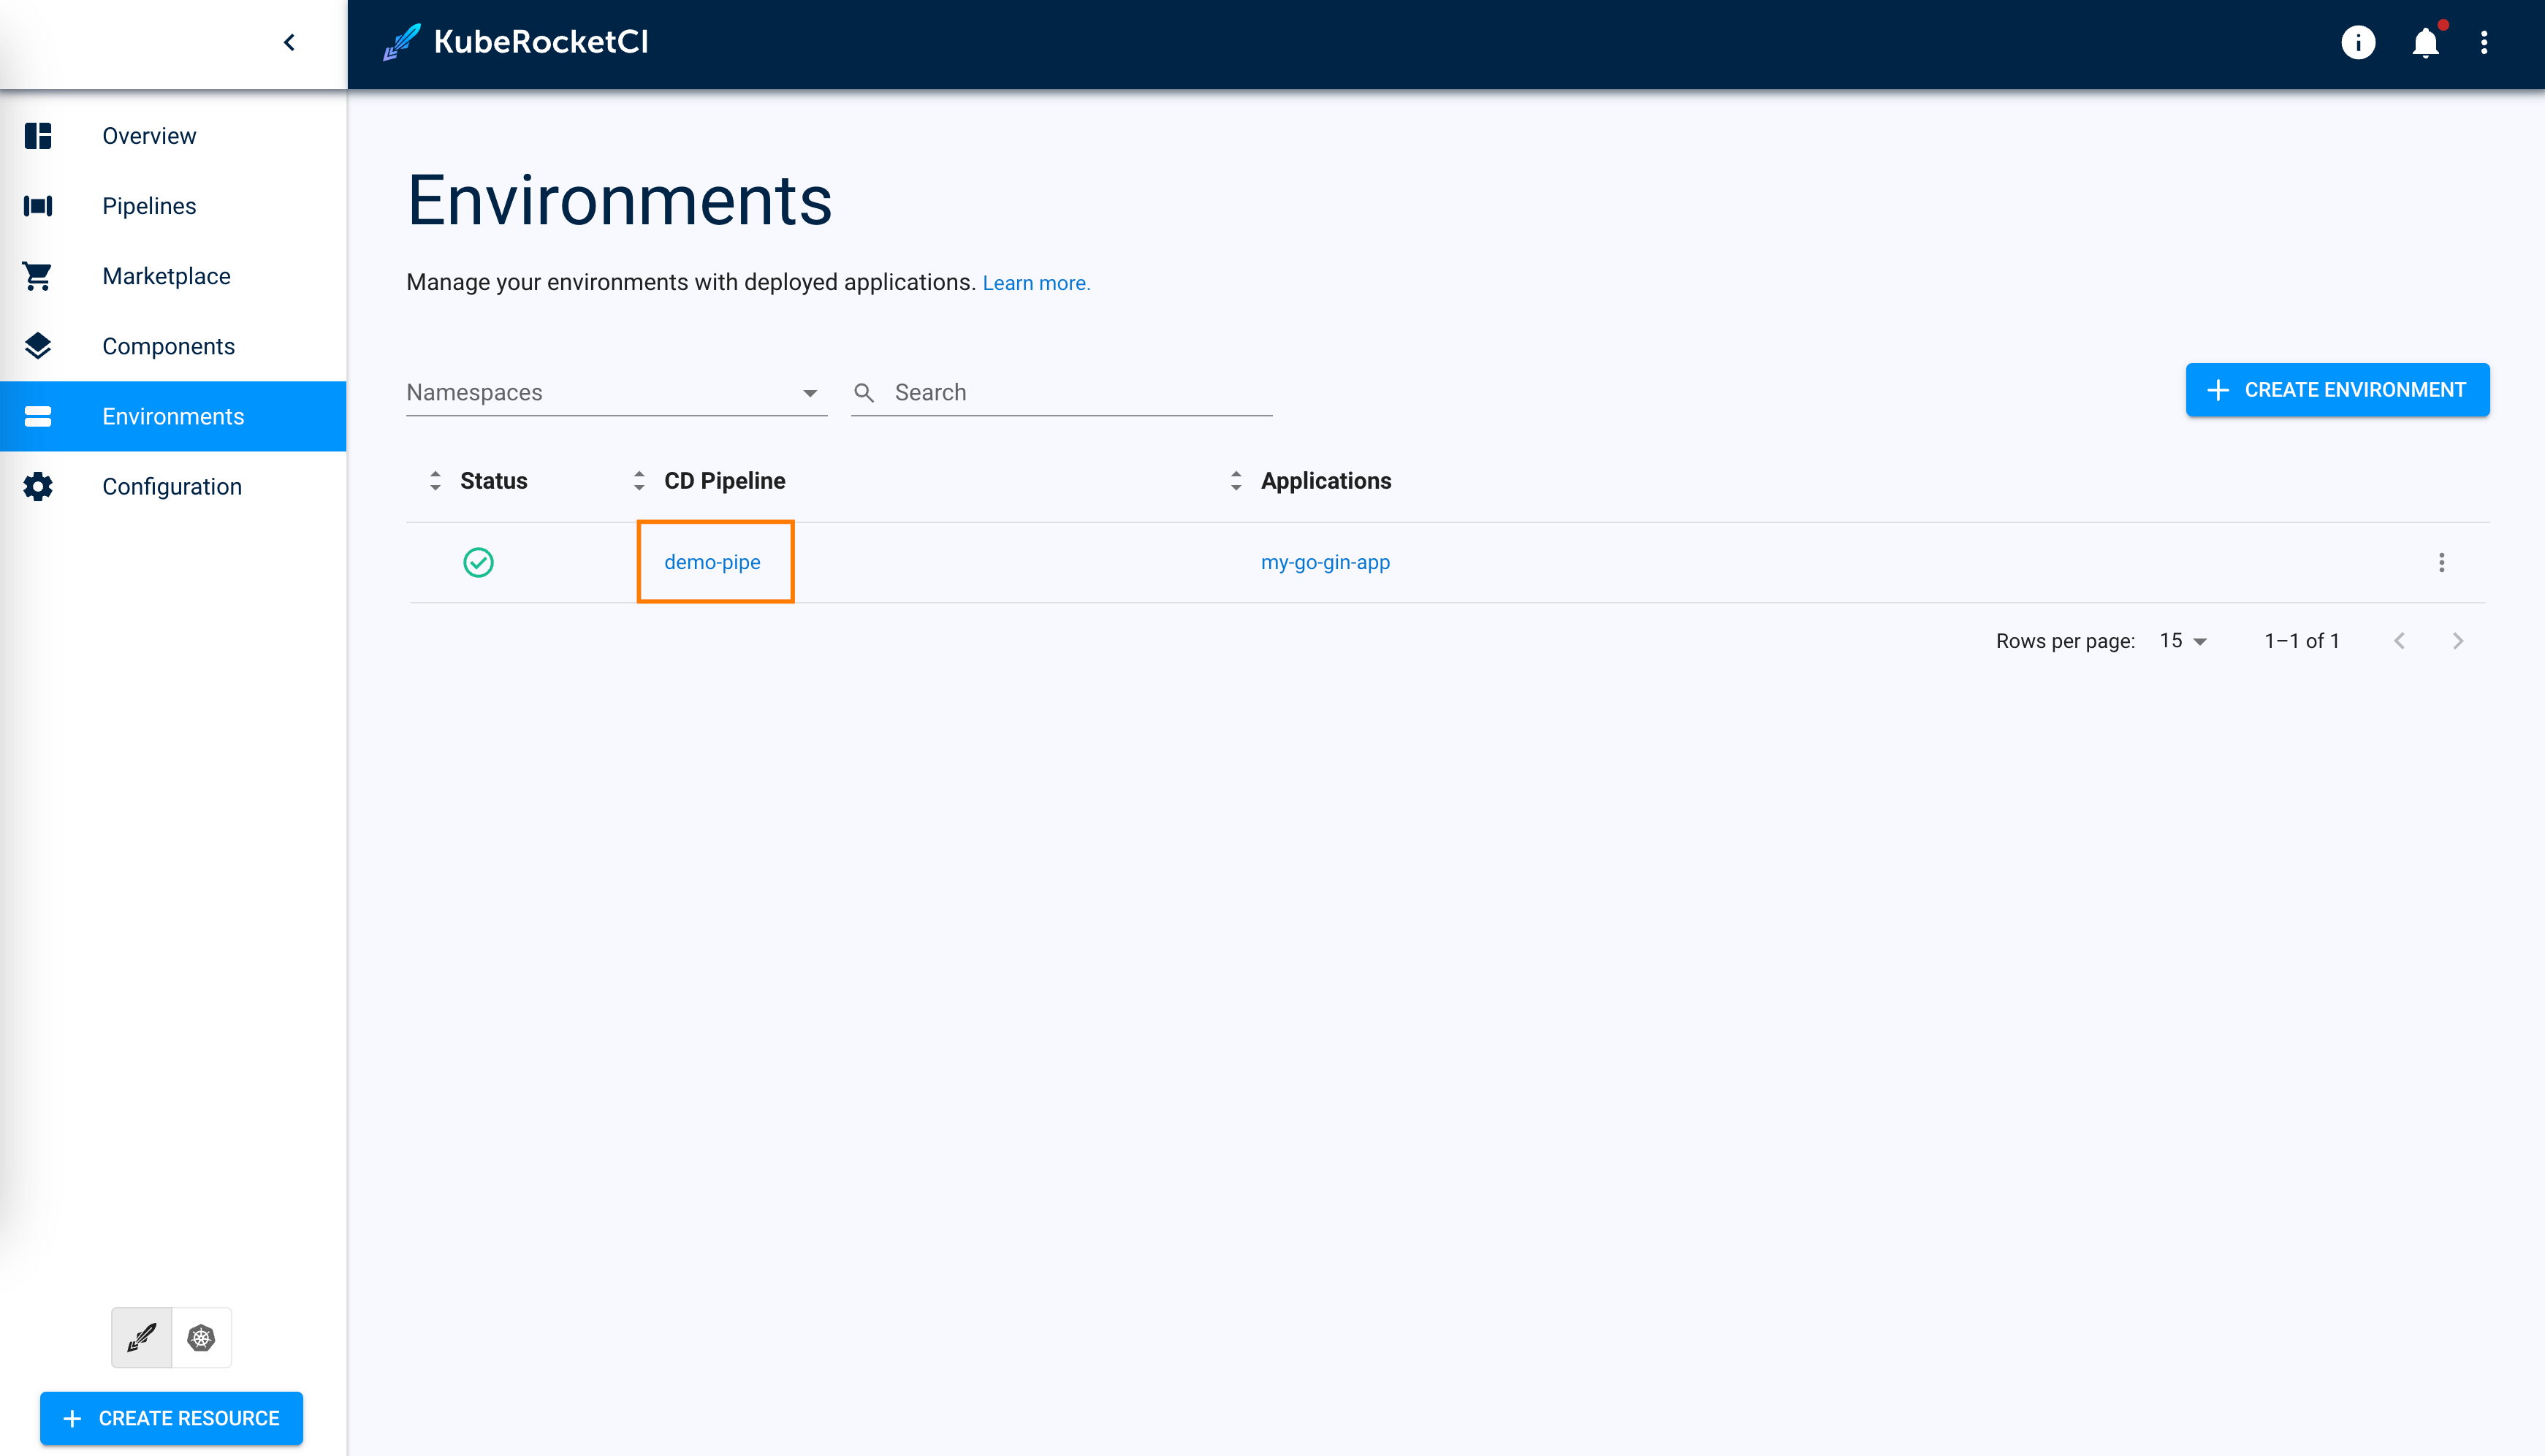 KubeRocketCI
Overview
Pipelines
Marketplace
Components
Environments
Configuration
CREATE RESOURCE
Environments
Manage your environments with deployed applications. Learn more.
Namespaces
Search
CREATE ENVIRONMENT
Status CD Pipeline Applications
demo-pipe my-go-gin-app
Rows per page: 15 1–1 of 1